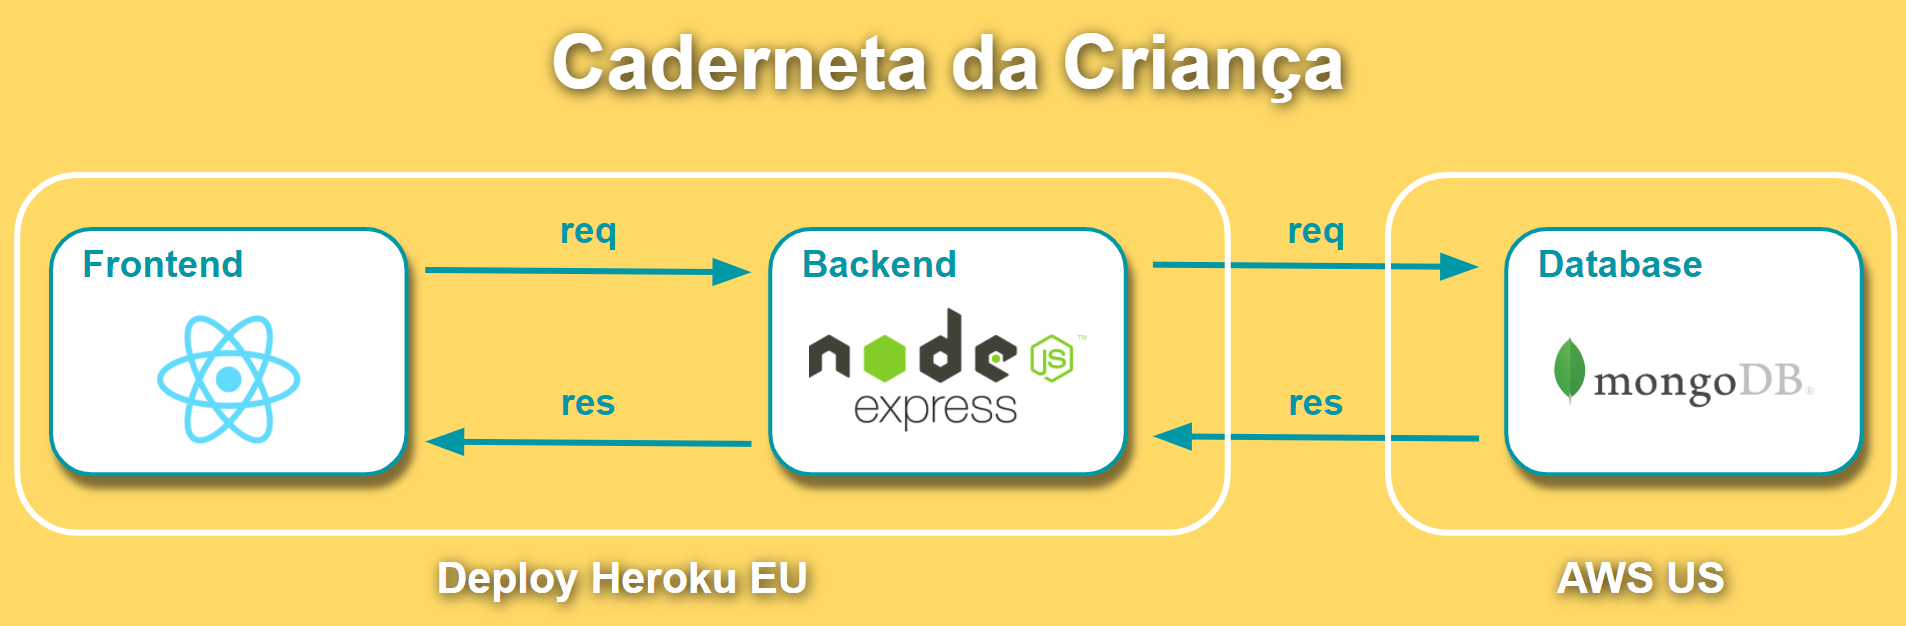 Caderneta da Criança
Frontend
req
res
Backend
node
JS
™
express
req
res
Database
mongoDB®
Deploy Heroku EU
AWS US